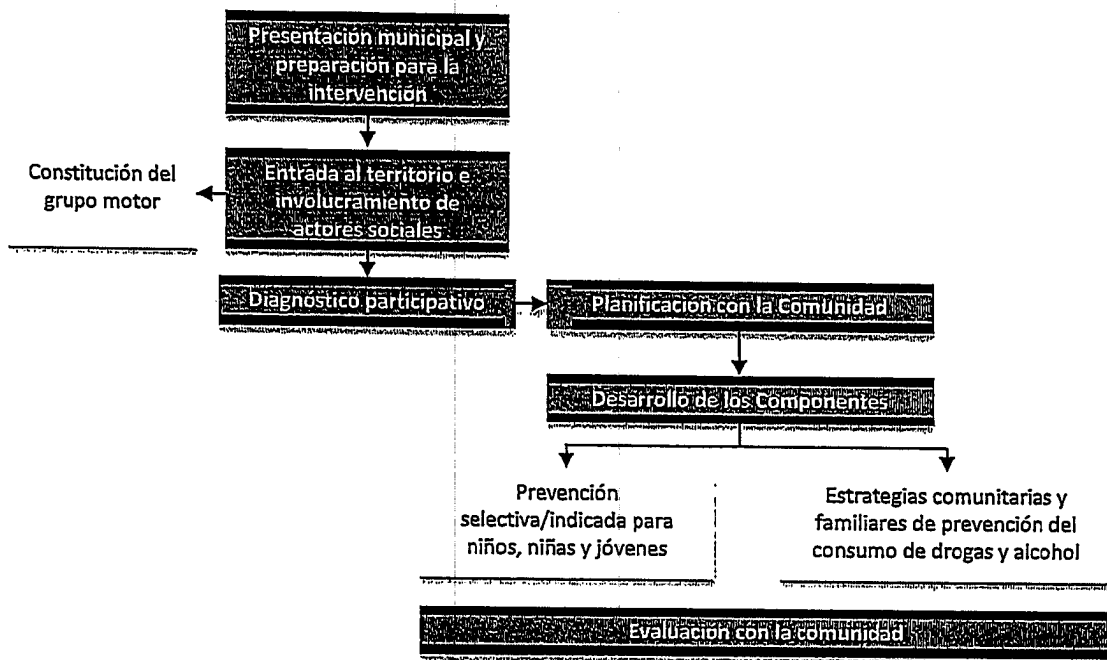 Presentación municipal y
preparación para la
intervención
Constitución del
grupo motor
Entrada al territorio e
involucramiento de
actores sociales
Diagnóstico participativo
Planificación con la Comunidad
Desarrollo de los Componentes
Prevención
selectiva/indicada para
niños, niñas y jóvenes
Estrategias comunitarias y
familiares de prevención del
consumo de drogas y alcohol
Evaluación con la comunidad